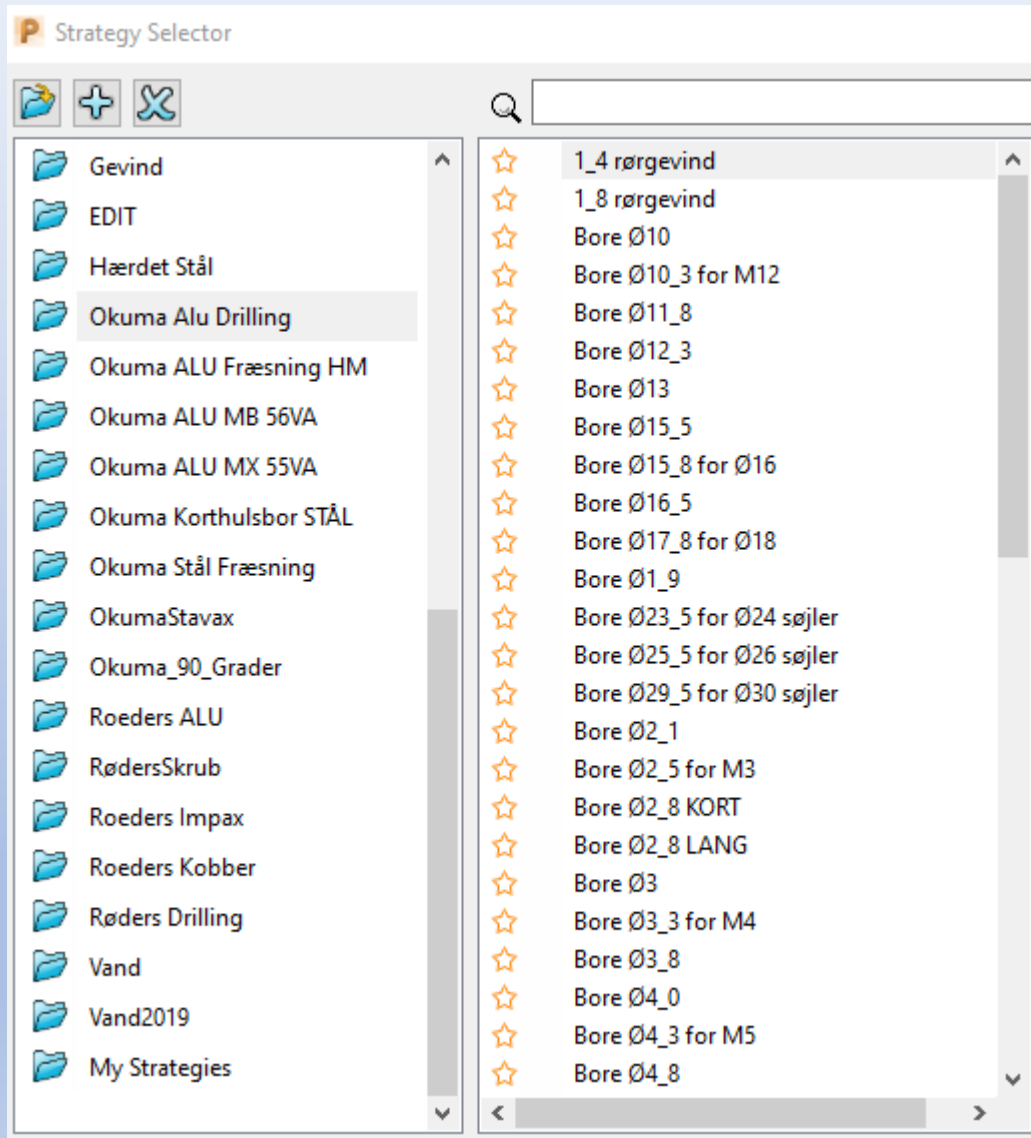 P Strategy Selector
Gevind
EDIT
Hærdet Stål
Okuma Alu Drilling
Okuma ALU Fræsning HM
Okuma ALU MB 56VA
Okuma ALU MX 55VA
Okuma Korthulsbor STÅL
Okuma Stål Fræsning
OkumaStavax
Okuma_90_Grader
Roeders ALU
RødersSkrub
Roeders Impax
Roeders Kobber
Røders Drilling
Vand
Vand2019
My Strategies
1_4 rørgevind
1_8 rørgevind
Bore Ø10
Bore Ø10_3 for M12
Bore Ø11_8
Bore Ø12_3
Bore Ø13
Bore Ø15_5
Bore Ø15_8 for Ø16
Bore Ø16_5
Bore Ø17_8 for Ø18
Bore Ø1_9
Bore Ø23_5 for Ø24 søjler
Bore Ø25_5 for Ø26 søjler
Bore Ø29_5 for Ø30 søjler
Bore Ø2_1
Bore Ø2_5 for M3
Bore Ø2_8 KORT
Bore Ø2_8 LANG
Bore Ø3
Bore Ø3_3 for M4
Bore Ø3_8
Bore Ø4_0
Bore Ø4_3 for M5
Bore Ø4_8